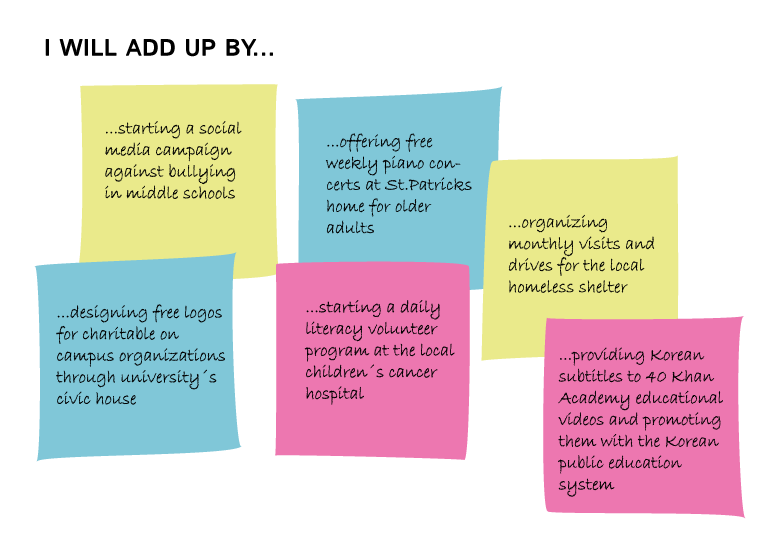 I WILL ADD UP BY...
...starting a social
media campaign
against bullying
in middle schools
...offering free
weekly piano con-
certs at St.Patricks
home for older
adults
...organizing
monthly visits and
drives for the local
homeless shelter
...designing free logos
for charitable on
campus organizations
through university´s
civic house
...starting a daily
literacy volunteer
program at the local
children´s cancer
hospital
...providing Korean
subtitles to 40 Khan
Academy educational
videos and promoting
them with the Korean
public education
system